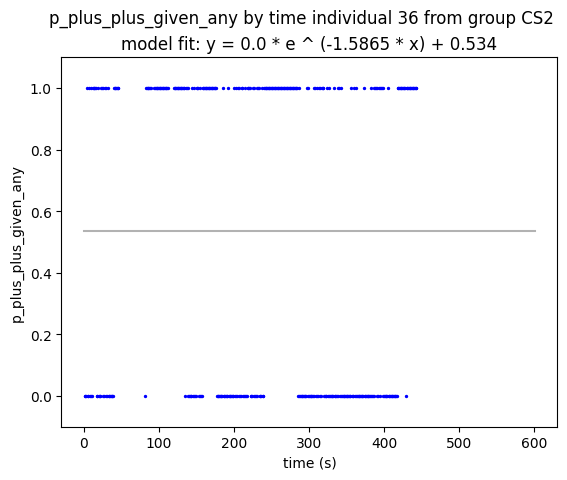 p_plus_plus_given_any by time individual 36 from group CS2
model fit: y = 0.0 * e ^ (-1.5865 * x) + 0.534
1.0
0.8
0.6
0.4
0.2
0.0
p_plus_plus_given_any
0 100 200 300 400 500 600
time (s)